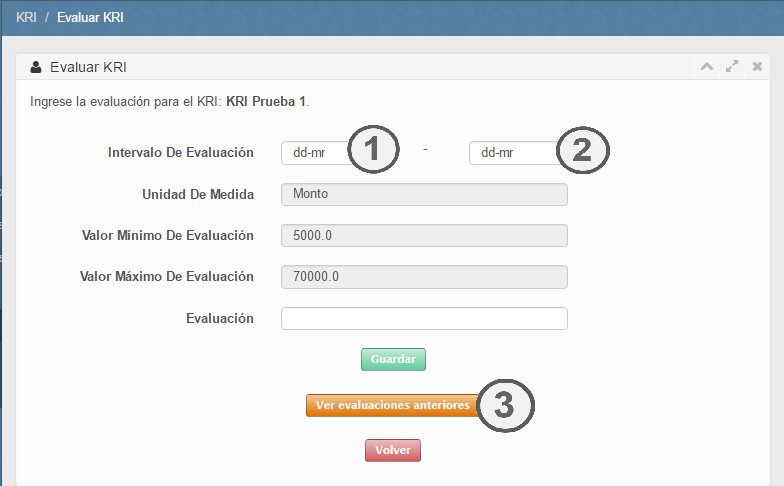 KRI / Evaluar KRI
Evaluar KRI
Ingrese la evaluación para el KRI: KRI Prueba 1.
Intervalo De Evaluación dd-mr 1 - dd-mr 2
Unidad De Medida Monto
Valor Mínimo De Evaluación 5000.0
Valor Máximo De Evaluación 70000.0
Evaluación
Guardar
Ver evaluaciones anteriores 3
Volver